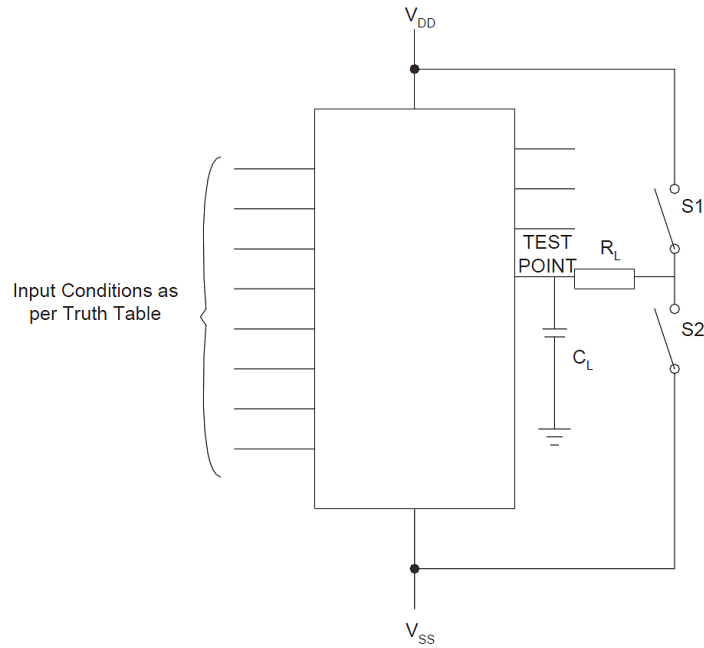 VDD
S1
TEST
POINT
RL
Input Conditions as
per Truth Table
S2
CL
VSS